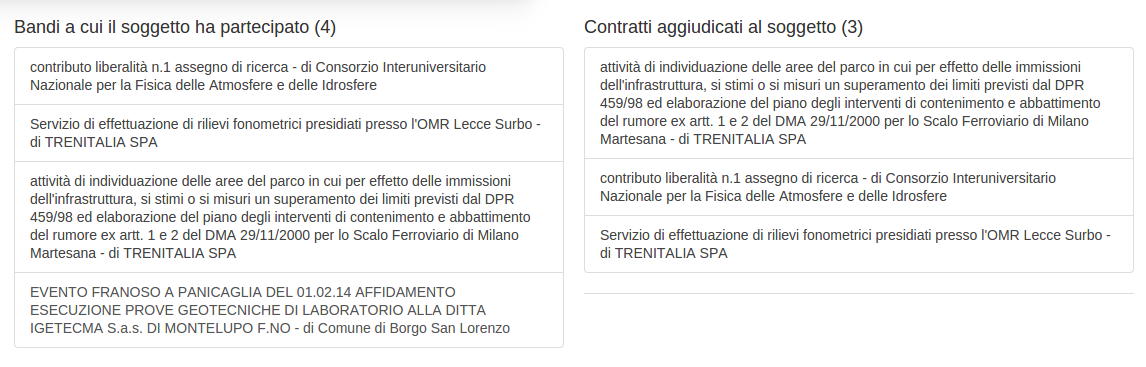 Bandi a cui il soggetto ha partecipato (4)
contributo liberalità n.1 assegno di ricerca - di Consorzio Interuniversitario
Nazionale per la Fisica delle Atmosfere e delle Idrosfere
Servizio di effettuazione di rilievi fonometrici presidiati presso l'OMR Lecce Surbo -
di TRENITALIA SPA
attività di individuazione delle aree del parco in cui per effetto delle immissioni
dell'infrastruttura, si stimi o si misuri un superamento dei limiti previsti dal DPR
459/98 ed elaborazione del piano degli interventi di contenimento e abbattimento
del rumore ex artt. 1 e 2 del DMA 29/11/2000 per lo Scalo Ferroviario di Milano
Martesana - di TRENITALIA SPA
EVENTO FRANOSO A PANICAGLIA DEL 01.02.14 AFFIDAMENTO
ESECUZIONE PROVE GEOTECNICHE DI LABORATORIO ALLA DITTA
IGETECMA S.a.s. DI MONTELUPO F.NO - di Comune di Borgo San Lorenzo
Contratti aggiudicati al soggetto (3)
attività di individuazione delle aree del parco in cui per effetto delle immissioni
dell'infrastruttura, si stimi o si misuri un superamento dei limiti previsti dal DPR
459/98 ed elaborazione del piano degli interventi di contenimento e abbattimento
del rumore ex artt. 1 e 2 del DMA 29/11/2000 per lo Scalo Ferroviario di Milano
Martesana - di TRENITALIA SPA
contributo liberalità n.1 assegno di ricerca - di Consorzio Interuniversitario
Nazionale per la Fisica delle Atmosfere e delle Idrosfere
Servizio di effettuazione di rilievi fonometrici presidiati presso l'OMR Lecce Surbo -
di TRENITALIA SPA